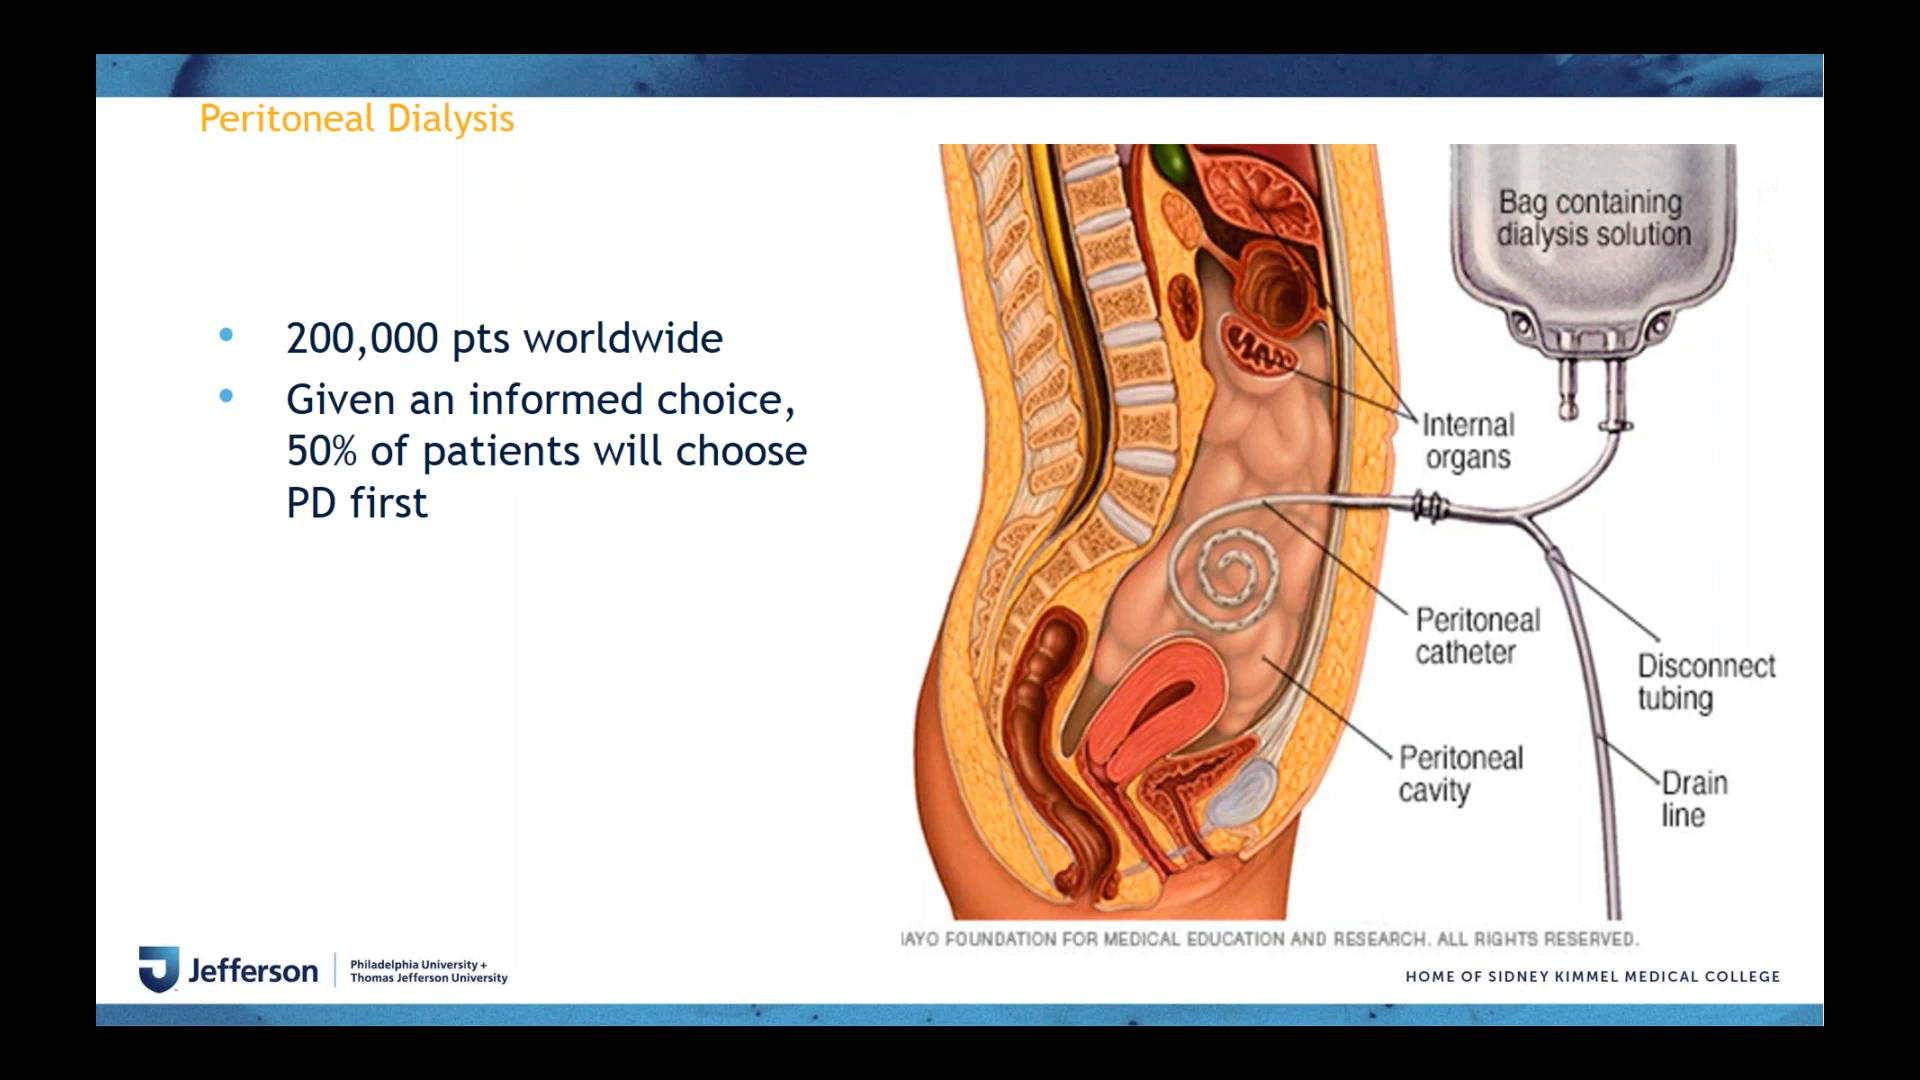 Peritoneal Dialysis
• 200,000 pts worldwide
• Given an informed choice,
50% of patients will choose
PD first
Bag containing
dialysis solution
Internal
organs
Peritoneal
catheter
Disconnect
tubing
Peritoneal
cavity
Drain
line
AYO FOUNDATION FOR MEDICAL EDUCATION AND RESEARCH. ALL RIGHTS RESERVED.
Jefferson
Philadelphia University +
Thomas Jefferson University
HOME OF SIDNEY KIMMEL MEDICAL COLLEGE